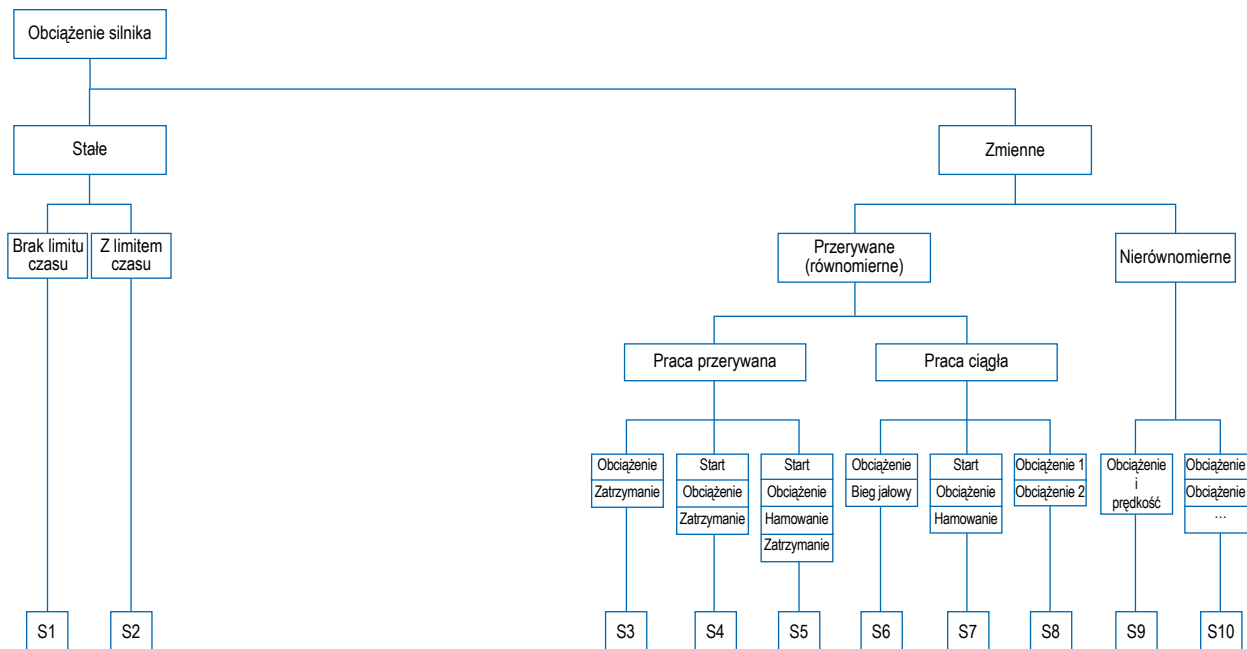 Obciążenie silnika
Stałe
Zmienne
Brak limitu
czasu
Z limitem
czasu
Przerywane
(równomierne)
Nierównomierne
Praca przerywana
Praca ciągła
Obciążenie
Zatrzymanie
Start
Obciążenie
Zatrzymanie
Start
Obciążenie
Hamowanie
Zatrzymanie
Obciążenie
Bieg jałowy
Start
Obciążenie
Hamowanie
Obciążenie 1
Obciążenie 2
Obciążenie
i
prędkość
Obciążenie
Obciążenie
...
S1
S2
S3
S4
S5
S6
S7
S8
S9
S10